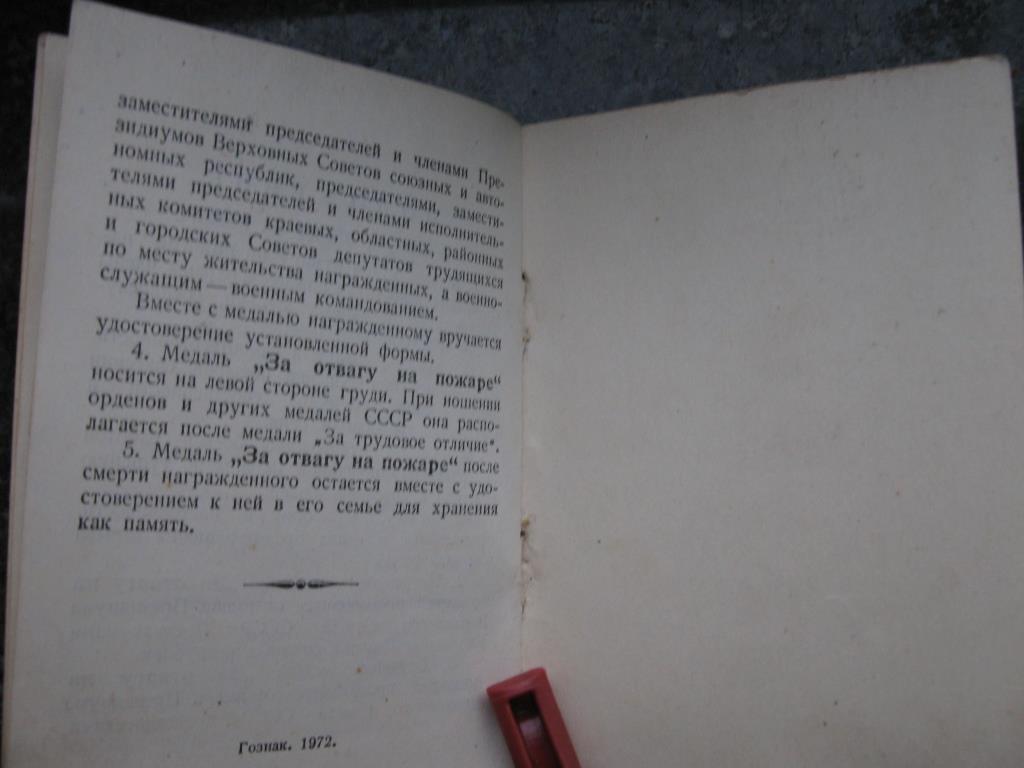 заместителями председателей и членами Пре-
зидиумов Верховных Советов союзных и авто-
номных республик, председателями, замести-
телями председателей и членами исполнитель-
ных комитетов краевых, областных, районных
и городских Советов депутатов трудящихся
по месту жительства награжденных, а военно-
служащим — военным командованием.
Вместе с медалью награжденному вручается
удостоверение установленной формы.
4. Медаль „За отвагу на пожаре“
носится на левой стороне груди. При ношении
орденов и других медалей СССР она распо-
лагается после медали „За трудовое отличие“.
5. Медаль „За отвагу на пожаре“ после
смерти награжденного остается вместе с удо-
стоверением к ней в его семье для хранения
как память.
Гознак. 1972.